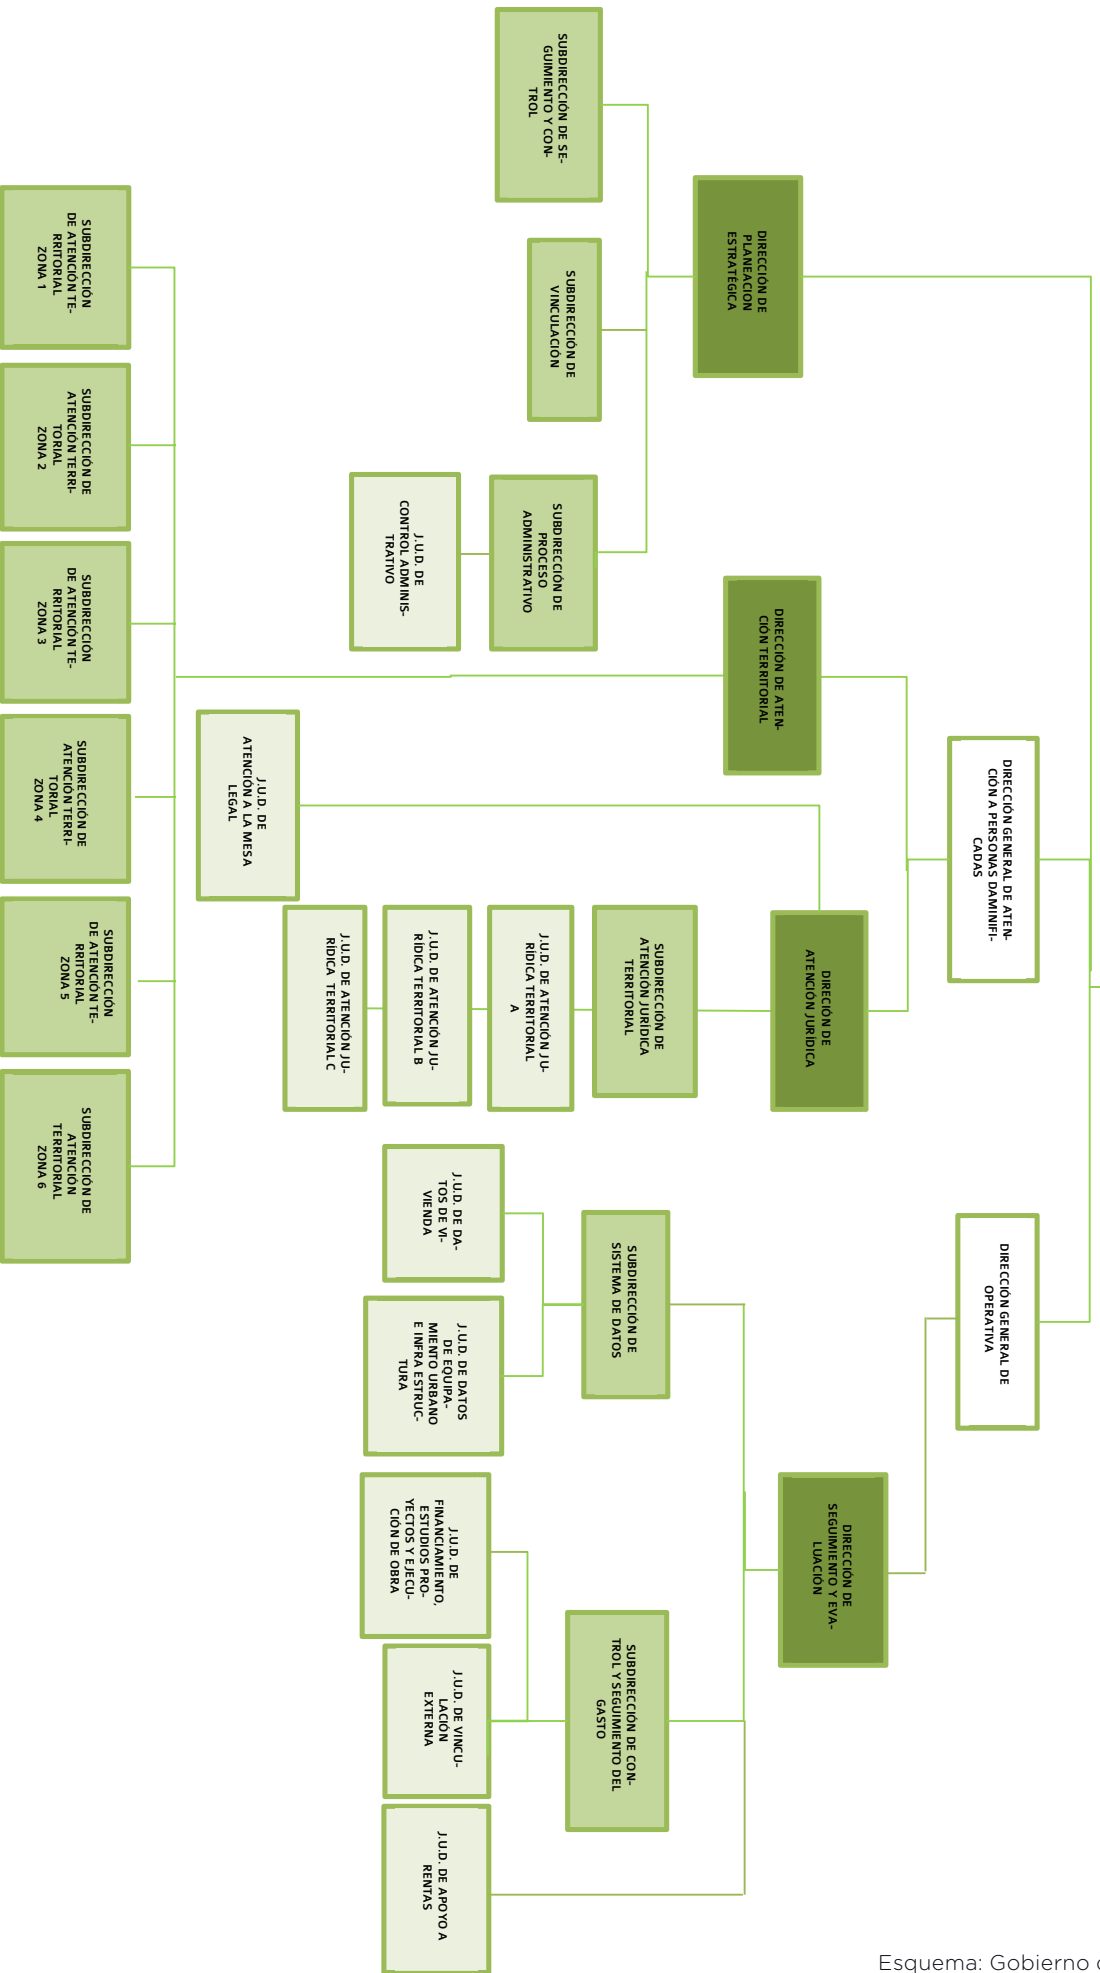 DIRECCIÓN GENERAL DE ATEN-
CIÓN A PERSONAS DAMINIFI-
CADAS
DIRECCIÓN GENERAL DE
OPERATIVA
DIRECCIÓN DE
PLANEACION
ESTRATÉGICA
DIRECCIÓN DE ATEN-
CIÓN TERRITORIAL
DIRECIÓN DE
ATENCIÓN JURÍDICA
DIRECCIÓN DE
SEGUIMIENTO Y EVA-
LUACIÓN
SUBDIRECCIÓN DE SE-
GUIMIENTO Y CON-
TROL
SUBDIRECCIÓN DE
VINCULACIÓN
SUBDIRECCIÓN DE
PROCESO
ADMINISTRATIVO
J.U.D. DE
CONTROL ADMINIS-
TRATIVO
SUBDIRECCIÓN DE
ATENCIÓN JURÍDICA
TERRITORIAL
J.U.D. DE ATENCIÓN JU-
RÍDICA TERRITORIAL
A
J.U.D. DE ATENCIÓN JU-
RÍDICA TERRITORIAL B
J.U.D. DE ATENCIÓN JU-
RÍDICA TERRITORIAL C
J.U.D. DE
ATENCIÓN A LA MESA
LEGAL
SUBDIRECCIÓN DE
SISTEMA DE DATOS
J.U.D. DE DA-
TOS DE VI-
VIENDA
J.U.D. DE DATOS
DE EQUIPA-
MIENTO URBANO
E INFRA ESTRUC-
TURA
SUBDIRECCIÓN DE CON-
TROL Y SEGUIMIENTO DEL
GASTO
J.U.D. DE
FINANCIAMIENTO,
ESTUDIOS PRO-
YECTOS Y EJECU-
CIÓN DE OBRA
J.U.D. DE VINCU-
LACIÓN
EXTERNA
J.U.D. DE APOYO A
RENTAS
SUBDIRECCIÓN
DE ATENCIÓN TE-
RRITORIAL
ZONA 1
SUBDIRECCIÓN DE
ATENCIÓN TERRI-
TORIAL
ZONA 2
SUBDIRECCIÓN
DE ATENCIÓN TE-
RRITORIAL
ZONA 3
SUBDIRECCIÓN DE
ATENCIÓN TERRI-
TORIAL
ZONA 4
SUBDIRECCIÓN
DE ATENCIÓN TE-
RRITORIAL
ZONA 5
SUBDIRECCIÓN DE
ATENCIÓN
TERRITORIAL
ZONA 6
Esquema: Gobierno